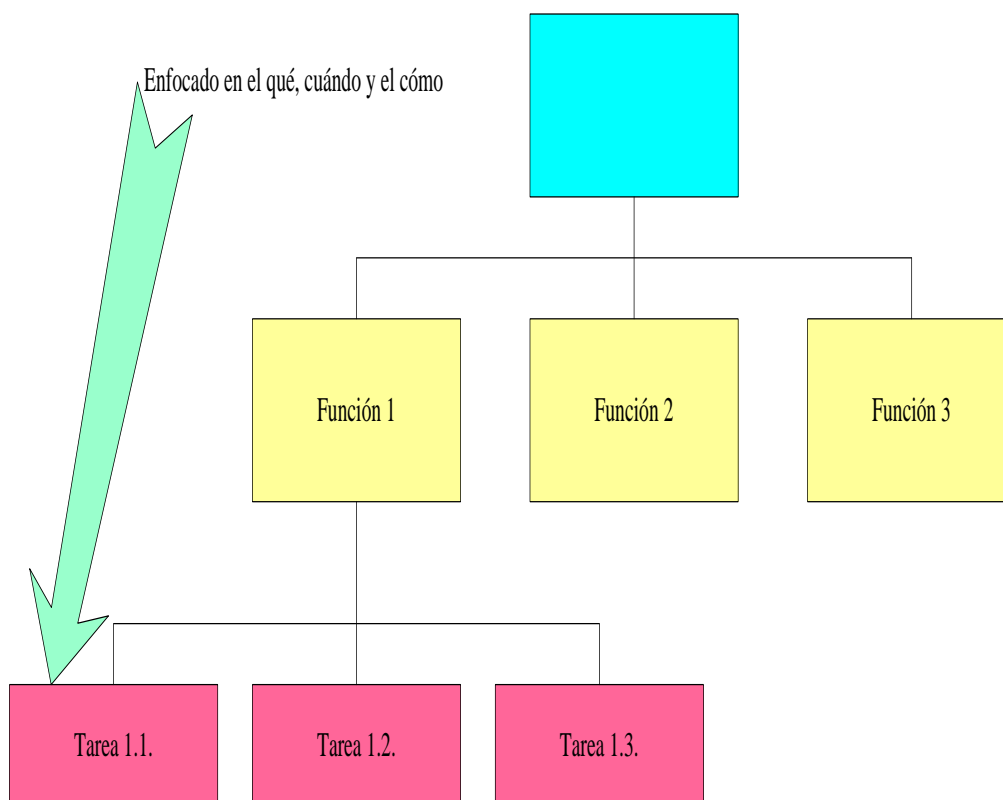 Enfocado en el qué, cuándo y el cómo
Función 1
Función 2
Función 3
Tarea 1.1.
Tarea 1.2.
Tarea 1.3.